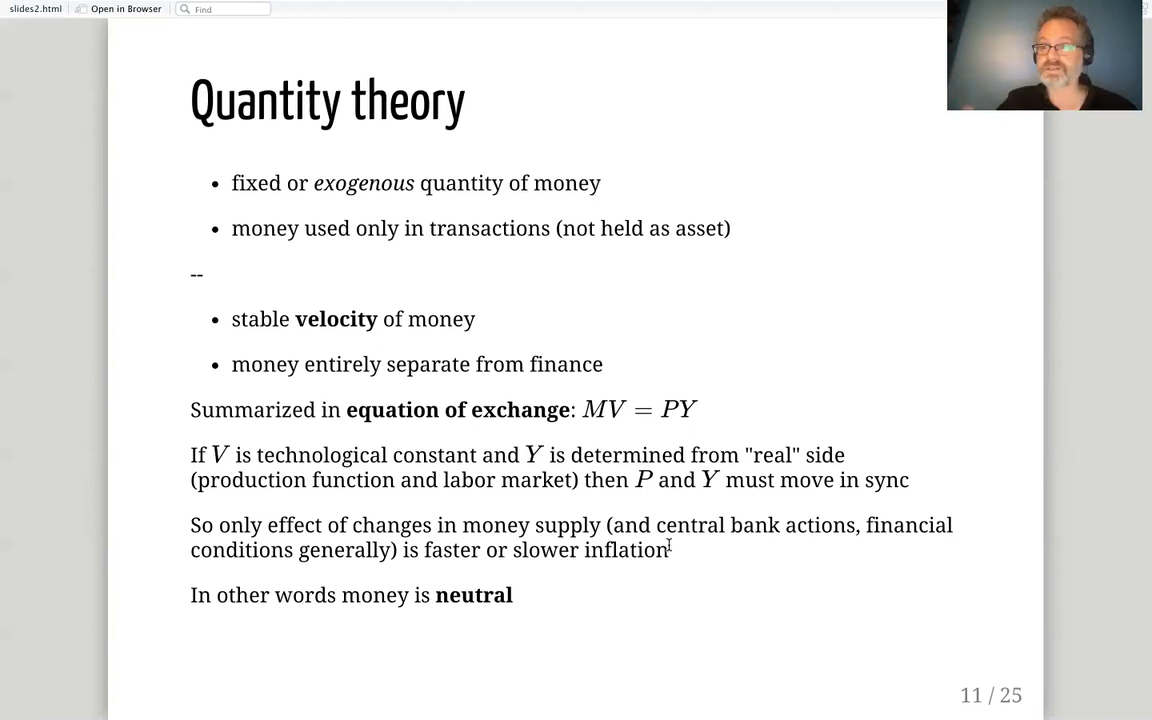 slides2.html Open in Browser Find
Quantity theory
• fixed or exogenous quantity of money
• money used only in transactions (not held as asset)
--
• stable velocity of money
• money entirely separate from finance
Summarized in equation of exchange: MV = PY
If V is technological constant and Y is determined from "real" side
(production function and labor market) then P and Y must move in sync
So only effect of changes in money supply (and central bank actions, financial
conditions generally) is faster or slower inflation
In other words money is neutral
11 / 25